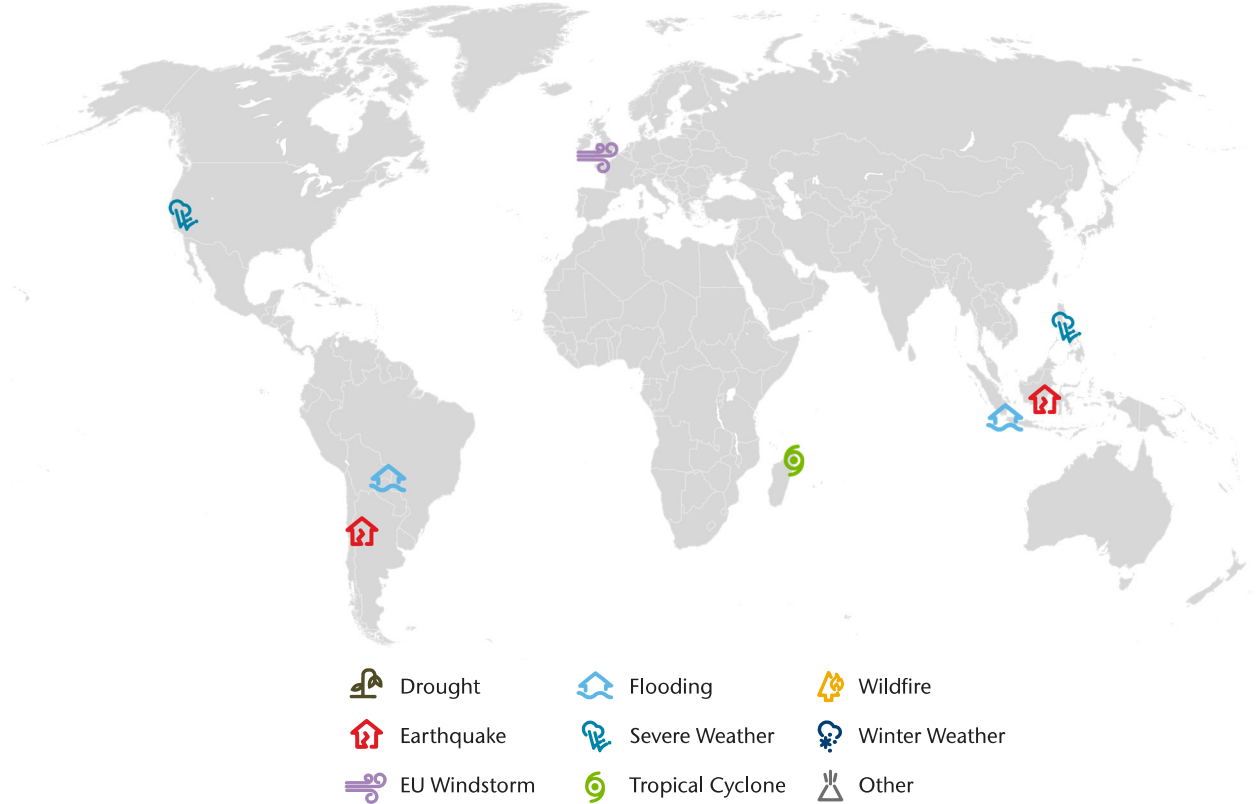 Drought
Flooding
Wildfire
Earthquake
Severe Weather
Winter Weather
EU Windstorm
Tropical Cyclone
Other